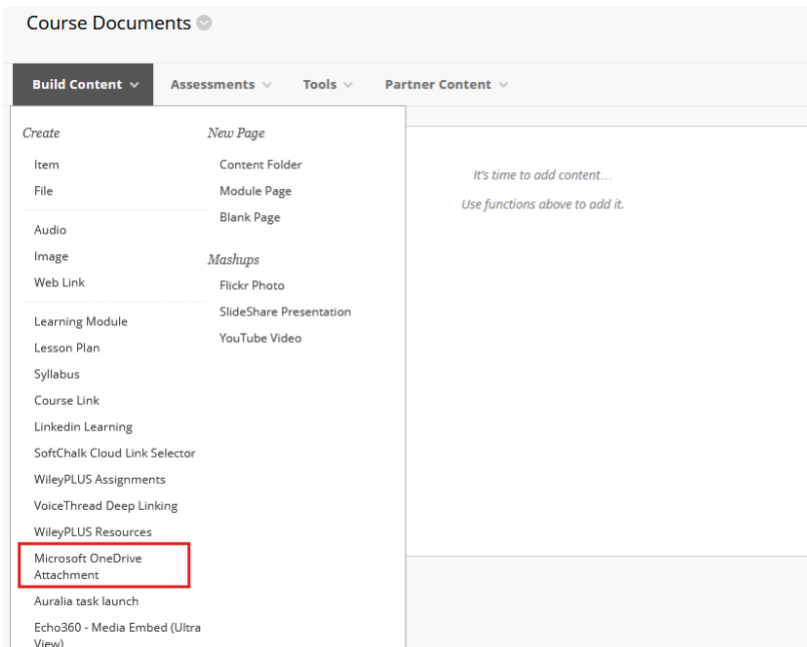 Course Documents
Build Content
Assessments
Tools
Partner Content
Create
Item
File
Audio
Image
Web Link
Learning Module
Lesson Plan
Syllabus
Course Link
Linkedin Learning
SoftChalk Cloud Link Selector
WileyPLUS Assignments
VoiceThread Deep Linking
WileyPLUS Resources
Microsoft OneDrive
Attachment
Auralia task launch
Echo360 - Media Embed (Ultra
View)
New Page
Content Folder
Module Page
Blank Page
Mashups
Flickr Photo
SlideShare Presentation
YouTube Video
It's time to add content...
Use functions above to add it.